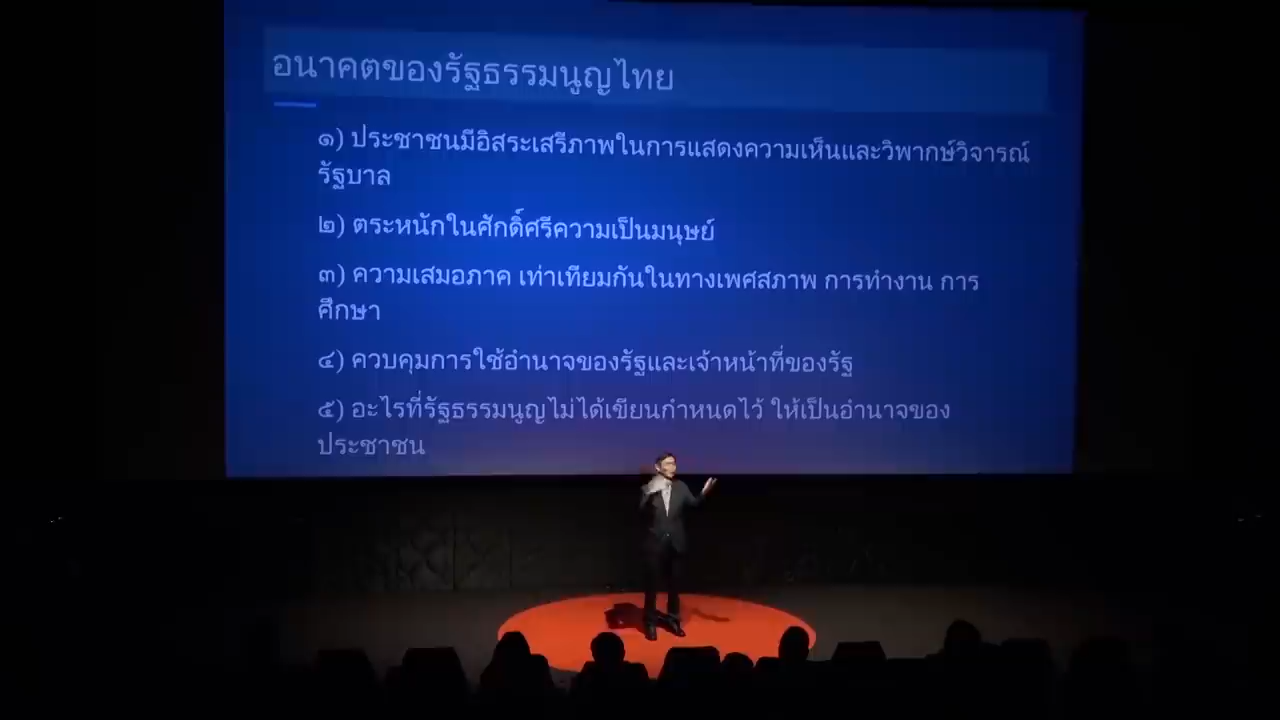 อนาคตของรัฐธรรมนูญไทย
๑) ประชาชนมีอิสระเสรีภาพในการแสดงความเห็นและวิพากษ์วิจารณ์
รัฐบาล
๒) ตระหนักในศักดิ์ศรีความเป็นมนุษย์
๓) ความเสมอภาค เท่าเทียมกันในทางเพศสภาพ การทำงาน การ
ศึกษา
๔) ควบคุมการใช้อำนาจของรัฐและเจ้าหน้าที่ของรัฐ
๕) อะไรที่รัฐธรรมนูญไม่ได้เขียนกำหนดไว้ ให้เป็นอำนาจของ
ประชาชน